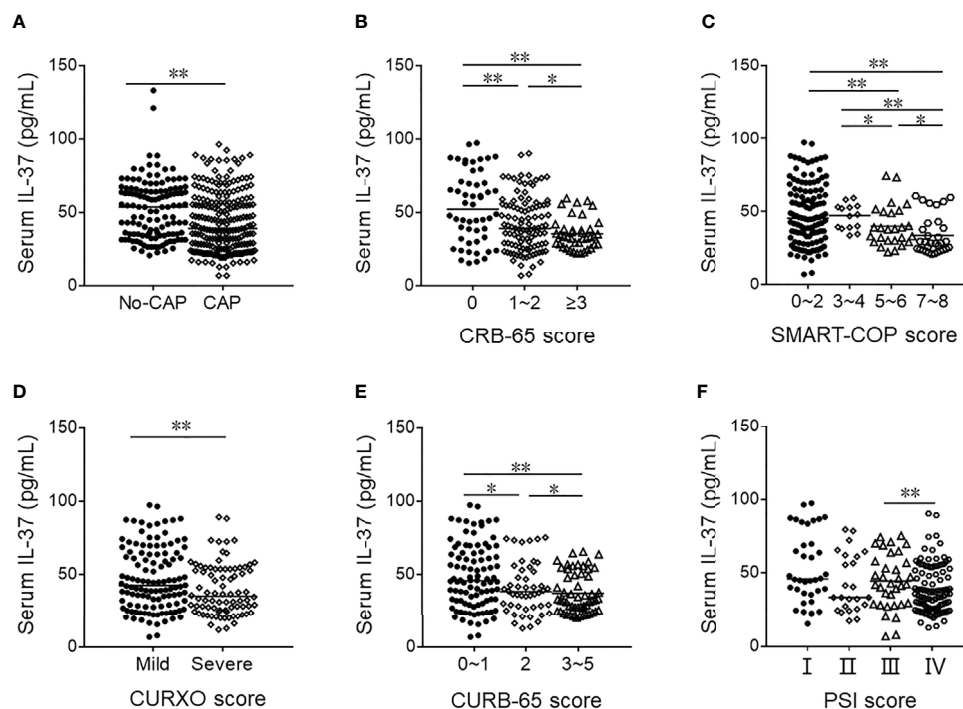 A
Serum IL-37 (pg/mL)
150
100
50
0
**
No-CAP CAP
B
Serum IL-37 (pg/mL)
150
100
50
0
**
** *
0 1~2 ≥3
CRB-65 score
C
Serum IL-37 (pg/mL)
150
100
50
0
**
**
**
* *
0~2 3~4 5~6 7~8
SMART-COP score
D
Serum IL-37 (pg/mL)
150
100
50
0
**
Mild Severe
CURXO score
E
Serum IL-37 (pg/mL)
150
100
50
0
**
* *
0~1 2 3~5
CURB-65 score
F
Serum IL-37 (pg/mL)
150
100
50
0
**
I II III IV
PSI score